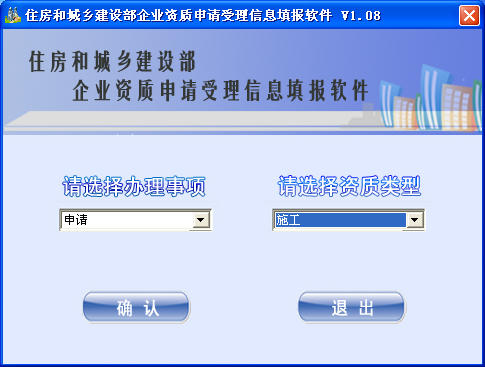 住房和城乡建设部企业资质申请受理信息填报软件 V1.08
住房和城乡建设部
企业资质申请受理信息填报软件
请选择办理事项 请选择资质类型
申请 施工
确 认 退 出